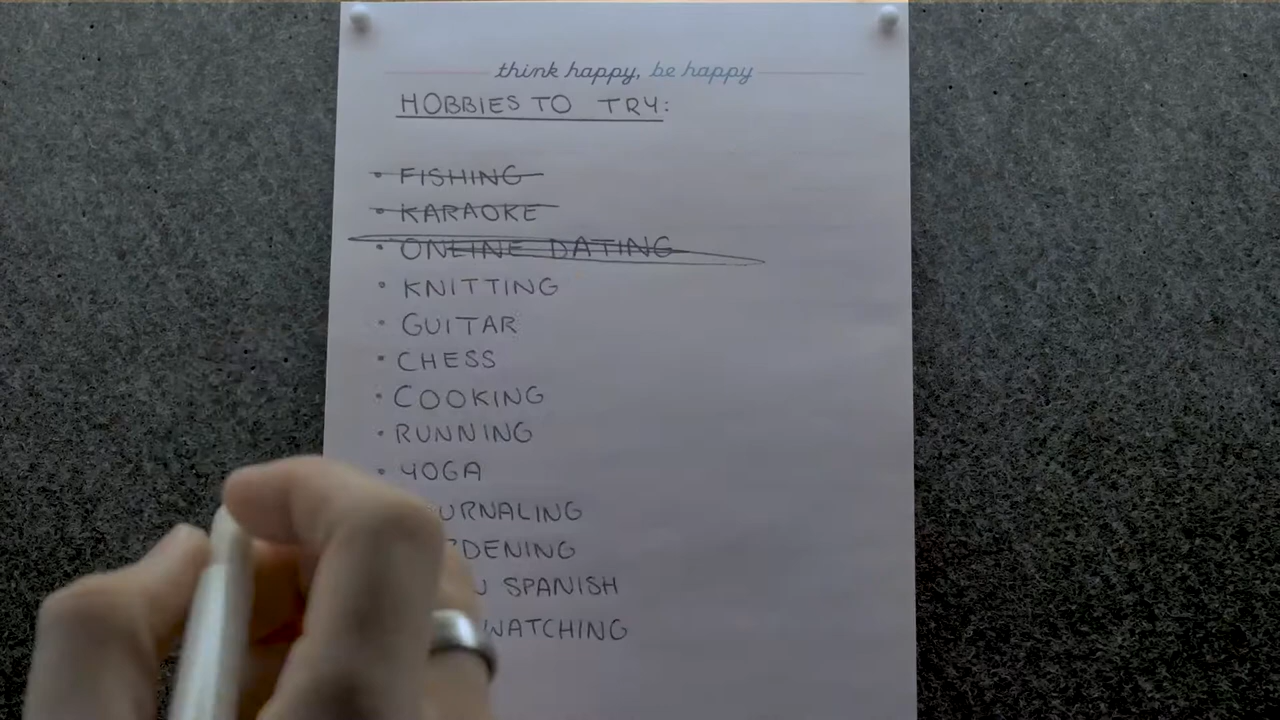 think happy, be happy
HOBBIES TO TRY:
• FISHING
• KARAOKE
• ONLINE DATING
• KNITTING
• GUITAR
• CHESS
• COOKING
• RUNNING
• YOGA
URNALING
DENING
SPANISH
WATCHING